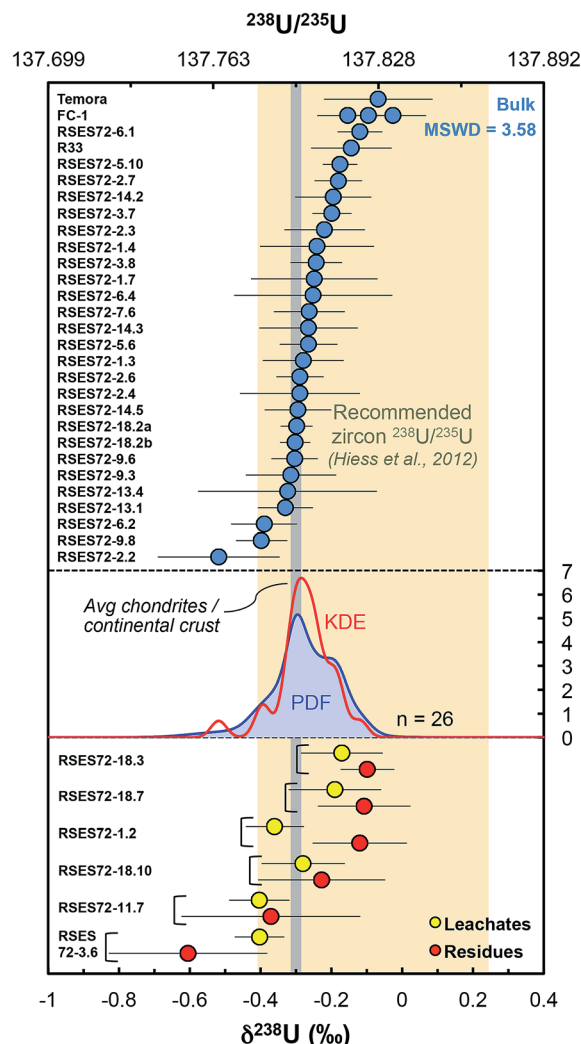 ²³⁸U/²³⁵U
137.699 137.763 137.828 137.892
Temora
Bulk
FC-1
MSWD = 3.58
RSES72-6.1
R33
RSES72-5.10
RSES72-2.7
RSES72-14.2
RSES72-3.7
RSES72-2.3
RSES72-1.4
RSES72-3.8
RSES72-1.7
RSES72-6.4
RSES72-7.6
RSES72-14.3
RSES72-5.6
RSES72-1.3
RSES72-2.6
RSES72-2.4
RSES72-14.5
RSES72-18.2a
RSES72-18.2b
RSES72-9.6
RSES72-9.3
RSES72-13.4
RSES72-13.1
RSES72-6.2
RSES72-9.8
RSES72-2.2
Recommended
zircon ²³⁸U/²³⁵U
(Hiess et al., 2012)
7
6
5
4
3
2
1
0
Avg chondrites /
continental crust
KDE
PDF
n = 26
RSES72-18.3
RSES72-18.7
RSES72-1.2
RSES72-18.10
RSES72-11.7
RSES
72-3.6
Leachates
Residues
-1 -0.8 -0.6 -0.4 -0.2 0 0.2 0.4
δ²³⁸U (‰)